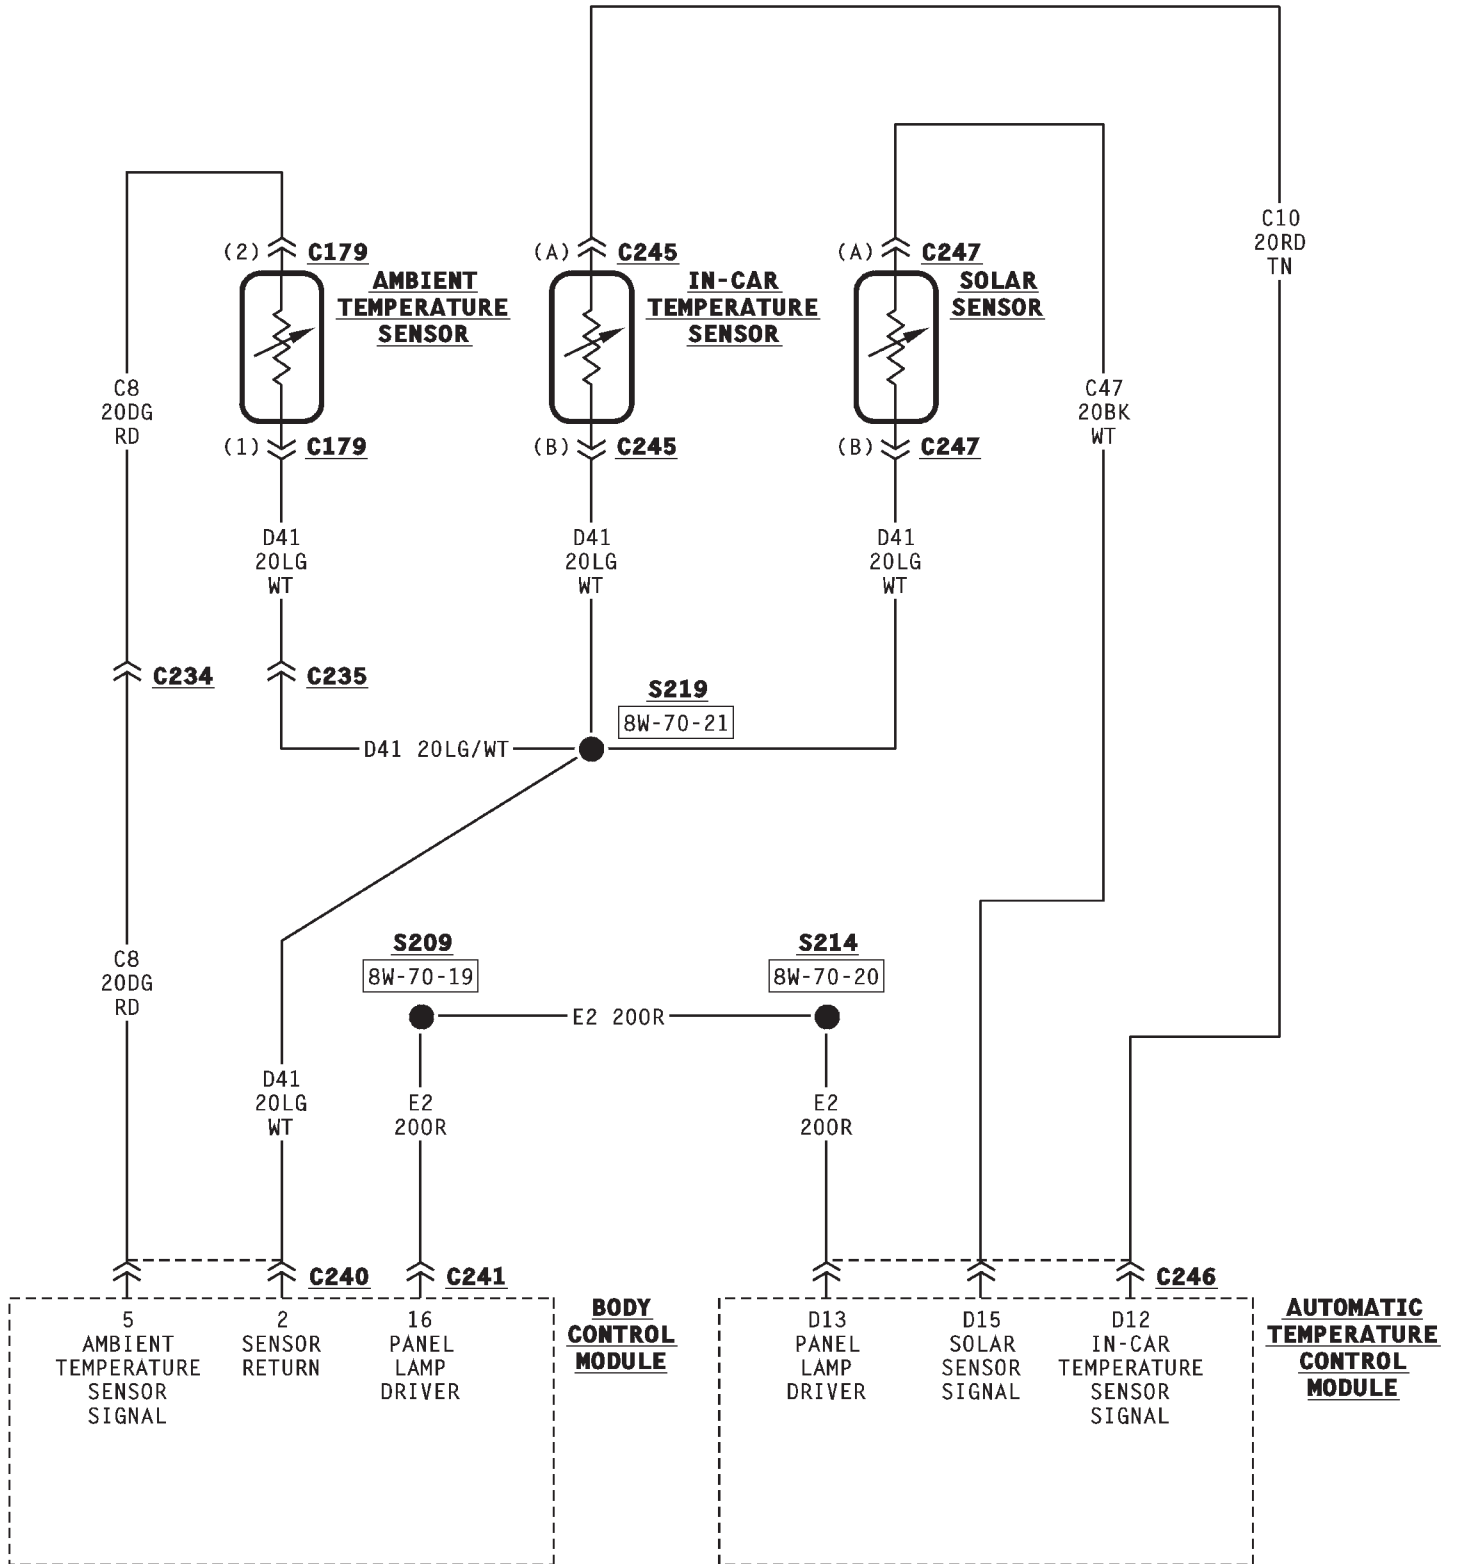 C10
20RD
TN
(2) C179
(A) C245
(A) C247
AMBIENT
TEMPERATURE
SENSOR
IN-CAR
TEMPERATURE
SENSOR
SOLAR
SENSOR
C8
20DG
RD
C47
20BK
WT
(1) C179
(B) C245
(B) C247
D41
20LG
WT
D41
20LG
WT
D41
20LG
WT
C234
C235
S219
8W-70-21
D41 20LG/WT
S209
8W-70-19
S214
8W-70-20
C8
20DG
RD
E2 20OR
D41
20LG
WT
E2
20OR
E2
20OR
C240
C241
C246
5
AMBIENT
TEMPERATURE
SENSOR
SIGNAL
2
SENSOR
RETURN
16
PANEL
LAMP
DRIVER
BODY
CONTROL
MODULE
D13
PANEL
LAMP
DRIVER
D15
SOLAR
SENSOR
SIGNAL
D12
IN-CAR
TEMPERATURE
SENSOR
SIGNAL
AUTOMATIC
TEMPERATURE
CONTROL
MODULE